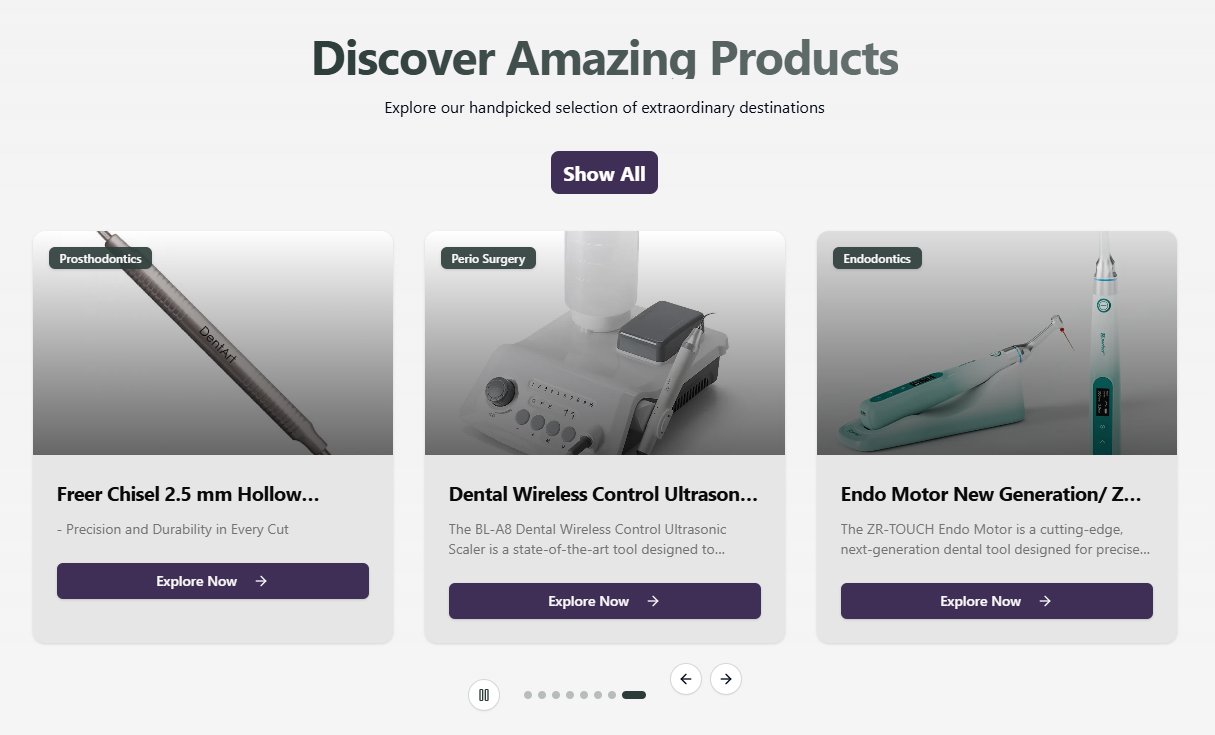 Discover Amazing Products
Explore our handpicked selection of extraordinary destinations
Show All
Prosthodontics
DentArt
Freer Chisel 2.5 mm Hollow...
- Precision and Durability in Every Cut
Explore Now
Perio Surgery
Dental Wireless Control Ultrason...
The BL-A8 Dental Wireless Control Ultrasonic
Scaler is a state-of-the-art tool designed to...
Explore Now
Endodontics
Endo Motor New Generation/ Z...
The ZR-TOUCH Endo Motor is a cutting-edge,
next-generation dental tool designed for precise...
Explore Now